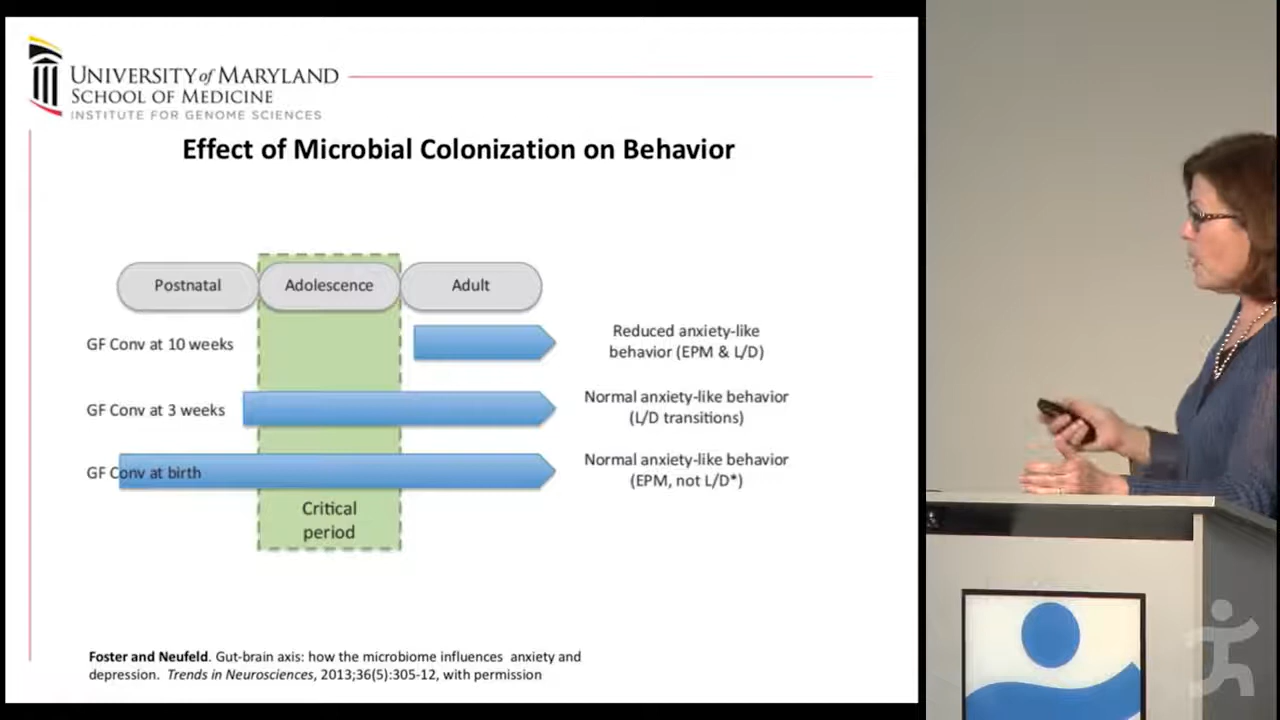 UNIVERSITY of MARYLAND
SCHOOL OF MEDICINE
INSTITUTE FOR GENOME SCIENCES
Effect of Microbial Colonization on Behavior
Postnatal
Adolescence
Adult
GF Conv at 10 weeks
Reduced anxiety-like
behavior (EPM & L/D)
GF Conv at 3 weeks
Normal anxiety-like behavior
(L/D transitions)
GF Conv at birth
Normal anxiety-like behavior
(EPM, not L/D*)
Critical
period
Foster and Neufeld. Gut-brain axis: how the microbiome influences anxiety and
depression. Trends in Neurosciences, 2013;36(5):305-12, with permission